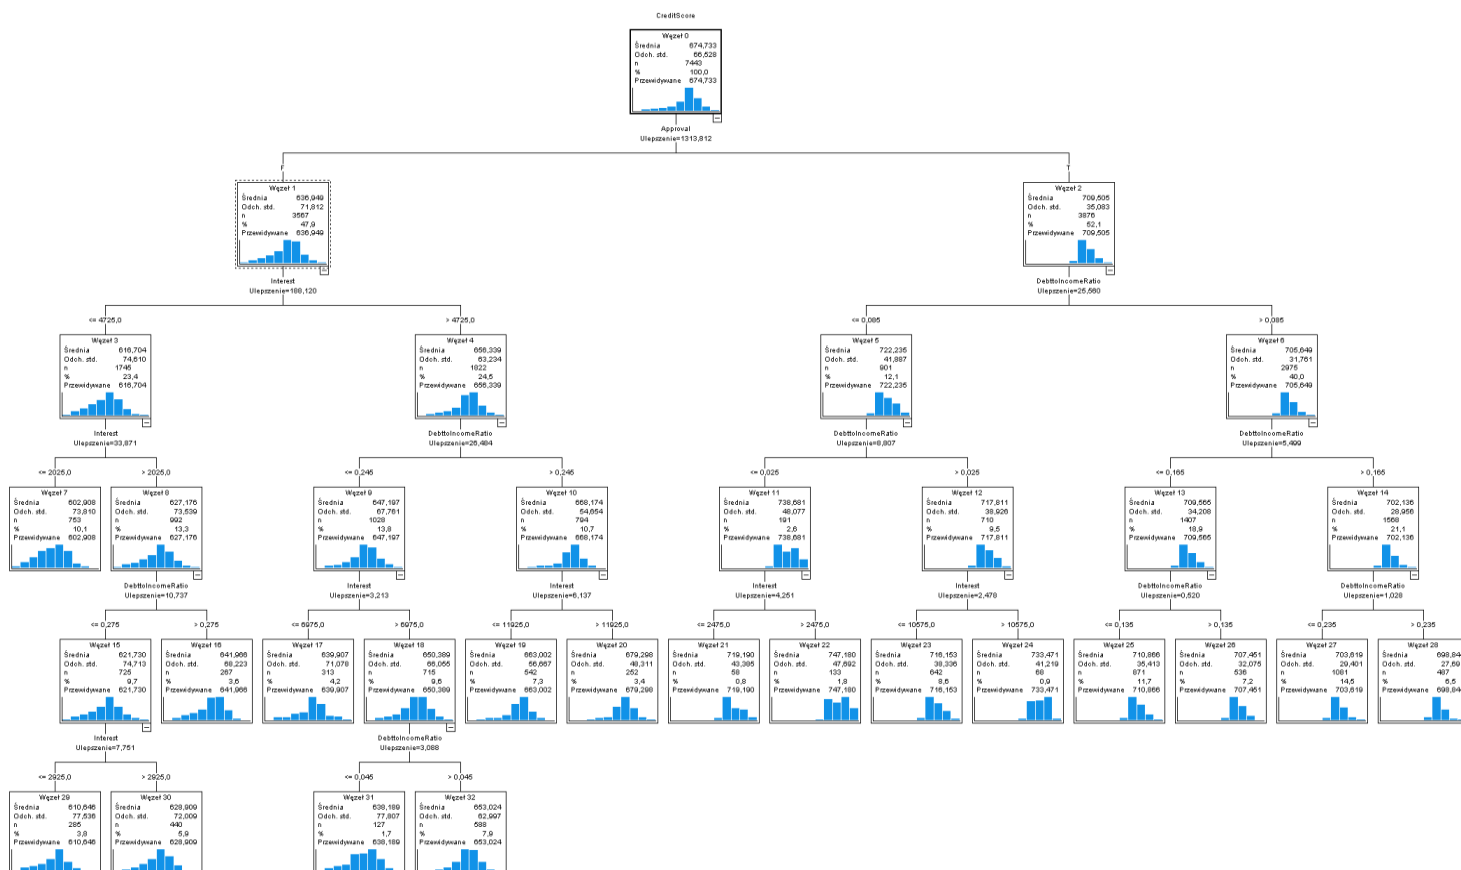 CreditScore
Węzeł 0
Średnia 674,733
Odch. std. 66,528
n 7443
% 100,0
Przewidywane 674,733
Approval
Ulepszenie=1313,812
F
T
Węzeł 1
Średnia 636,949
Odch. std. 71,812
n 3567
% 47,9
Przewidywane 636,949
Węzeł 2
Średnia 709,505
Odch. std. 35,083
n 3876
% 52,1
Przewidywane 709,505
Interest
Ulepszenie=188,120
DebttoIncomeRatio
Ulepszenie=25,560
<= 4725,0
> 4725,0
<= 0,085
> 0,085
Węzeł 3
Średnia 616,704
Odch. std. 74,610
n 1745
% 23,4
Przewidywane 616,704
Węzeł 4
Średnia 656,339
Odch. std. 63,234
n 1822
% 24,5
Przewidywane 656,339
Węzeł 5
Średnia 722,235
Odch. std. 41,887
n 901
% 12,1
Przewidywane 722,235
Węzeł 6
Średnia 705,649
Odch. std. 31,761
n 2975
% 40,0
Przewidywane 705,649
Interest
Ulepszenie=33,871
DebttoIncomeRatio
Ulepszenie=26,484
DebttoIncomeRatio
Ulepszenie=8,807
DebttoIncomeRatio
Ulepszenie=5,499
<= 2025,0
> 2025,0
<= 0,245
> 0,245
<= 0,025
> 0,025
<= 0,165
> 0,165
Węzeł 7
Średnia 602,908
Odch. std. 73,810
n 753
% 10,1
Przewidywane 602,908
Węzeł 8
Średnia 627,176
Odch. std. 73,539
n 992
% 13,3
Przewidywane 627,176
Węzeł 9
Średnia 647,197
Odch. std. 67,761
n 1028
% 13,8
Przewidywane 647,197
Węzeł 10
Średnia 668,174
Odch. std. 54,654
n 794
% 10,7
Przewidywane 668,174
Węzeł 11
Średnia 738,681
Odch. std. 48,077
n 191
% 2,6
Przewidywane 738,681
Węzeł 12
Średnia 717,811
Odch. std. 38,926
n 710
% 9,5
Przewidywane 717,811
Węzeł 13
Średnia 709,565
Odch. std. 34,208
n 1407
% 18,9
Przewidywane 709,565
Węzeł 14
Średnia 702,136
Odch. std. 28,956
n 1568
% 21,1
Przewidywane 702,136
DebttoIncomeRatio
Ulepszenie=10,737
Interest
Ulepszenie=3,213
Interest
Ulepszenie=6,137
Interest
Ulepszenie=4,251
Interest
Ulepszenie=2,478
DebttoIncomeRatio
Ulepszenie=0,520
DebttoIncomeRatio
Ulepszenie=1,028
<= 0,275
> 0,275
<= 6975,0
> 6975,0
<= 11925,0
> 11925,0
<= 2475,0
> 2475,0
<= 10575,0
> 10575,0
<= 0,135
> 0,135
<= 0,235
> 0,235
Węzeł 15
Średnia 621,730
Odch. std. 74,713
n 725
% 9,7
Przewidywane 621,730
Węzeł 16
Średnia 641,966
Odch. std. 68,223
n 267
% 3,6
Przewidywane 641,966
Węzeł 17
Średnia 639,907
Odch. std. 71,078
n 313
% 4,2
Przewidywane 639,907
Węzeł 18
Średnia 650,389
Odch. std. 66,055
n 715
% 9,6
Przewidywane 650,389
Węzeł 19
Średnia 663,002
Odch. std. 56,667
n 542
% 7,3
Przewidywane 663,002
Węzeł 20
Średnia 679,298
Odch. std. 48,311
n 252
% 3,4
Przewidywane 679,298
Węzeł 21
Średnia 719,190
Odch. std. 43,385
n 58
% 0,8
Przewidywane 719,190
Węzeł 22
Średnia 747,180
Odch. std. 47,692
n 133
% 1,8
Przewidywane 747,180
Węzeł 23
Średnia 716,153
Odch. std. 38,336
n 642
% 8,6
Przewidywane 716,153
Węzeł 24
Średnia 733,471
Odch. std. 41,219
n 68
% 0,9
Przewidywane 733,471
Węzeł 25
Średnia 710,866
Odch. std. 35,413
n 871
% 11,7
Przewidywane 710,866
Węzeł 26
Średnia 707,451
Odch. std. 32,075
n 536
% 7,2
Przewidywane 707,451
Węzeł 27
Średnia 703,619
Odch. std. 29,401
n 1081
% 14,5
Przewidywane 703,619
Węzeł 28
Średnia 698,84
Odch. std. 27,69
n 487
% 6,5
Przewidywane 698,84
Interest
Ulepszenie=7,751
DebttoIncomeRatio
Ulepszenie=3,088
<= 2925,0
> 2925,0
<= 0,045
> 0,045
Węzeł 29
Średnia 610,646
Odch. std. 77,536
n 285
% 3,8
Przewidywane 610,646
Węzeł 30
Średnia 628,909
Odch. std. 72,009
n 440
% 5,9
Przewidywane 628,909
Węzeł 31
Średnia 638,189
Odch. std. 77,807
n 127
% 1,7
Przewidywane 638,189
Węzeł 32
Średnia 653,024
Odch. std. 62,997
n 588
% 7,9
Przewidywane 653,024